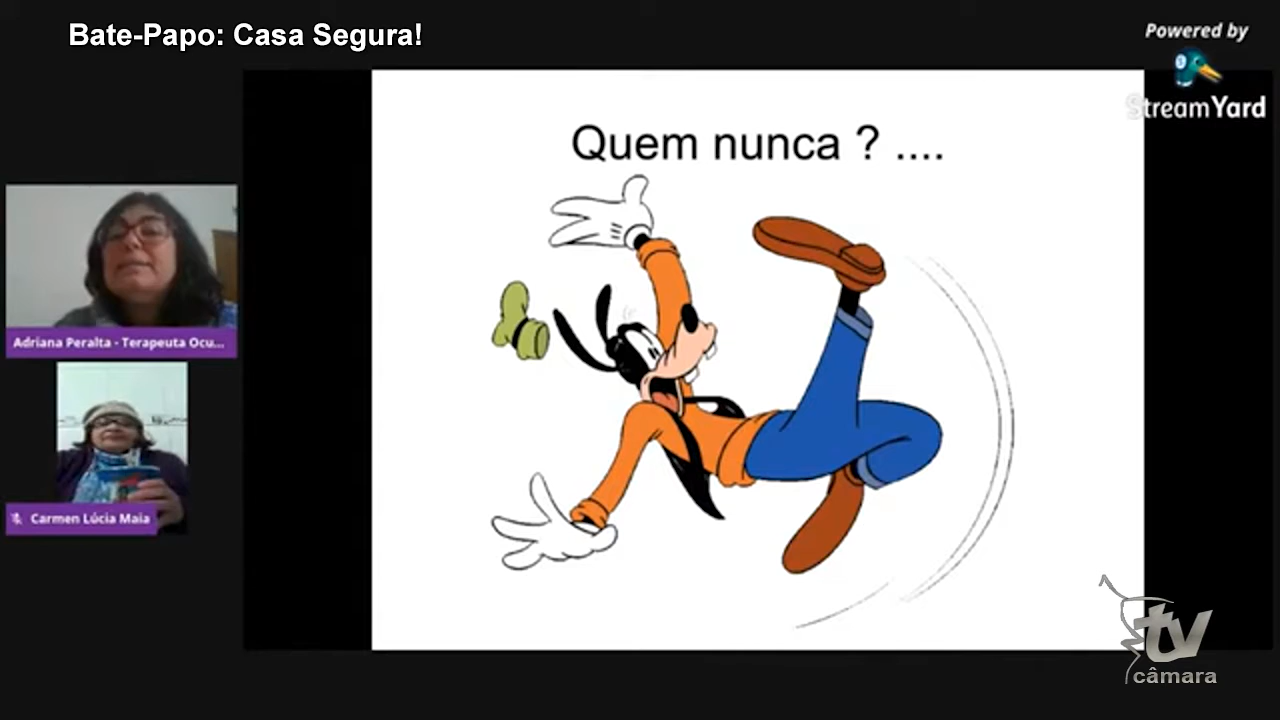 Bate-Papo: Casa Segura!
Powered by
StreamYard
Quem nunca ? ....
Adriana Peralta - Terapeuta Ocu...
Carmen Lúcia Maia
tv
câmara